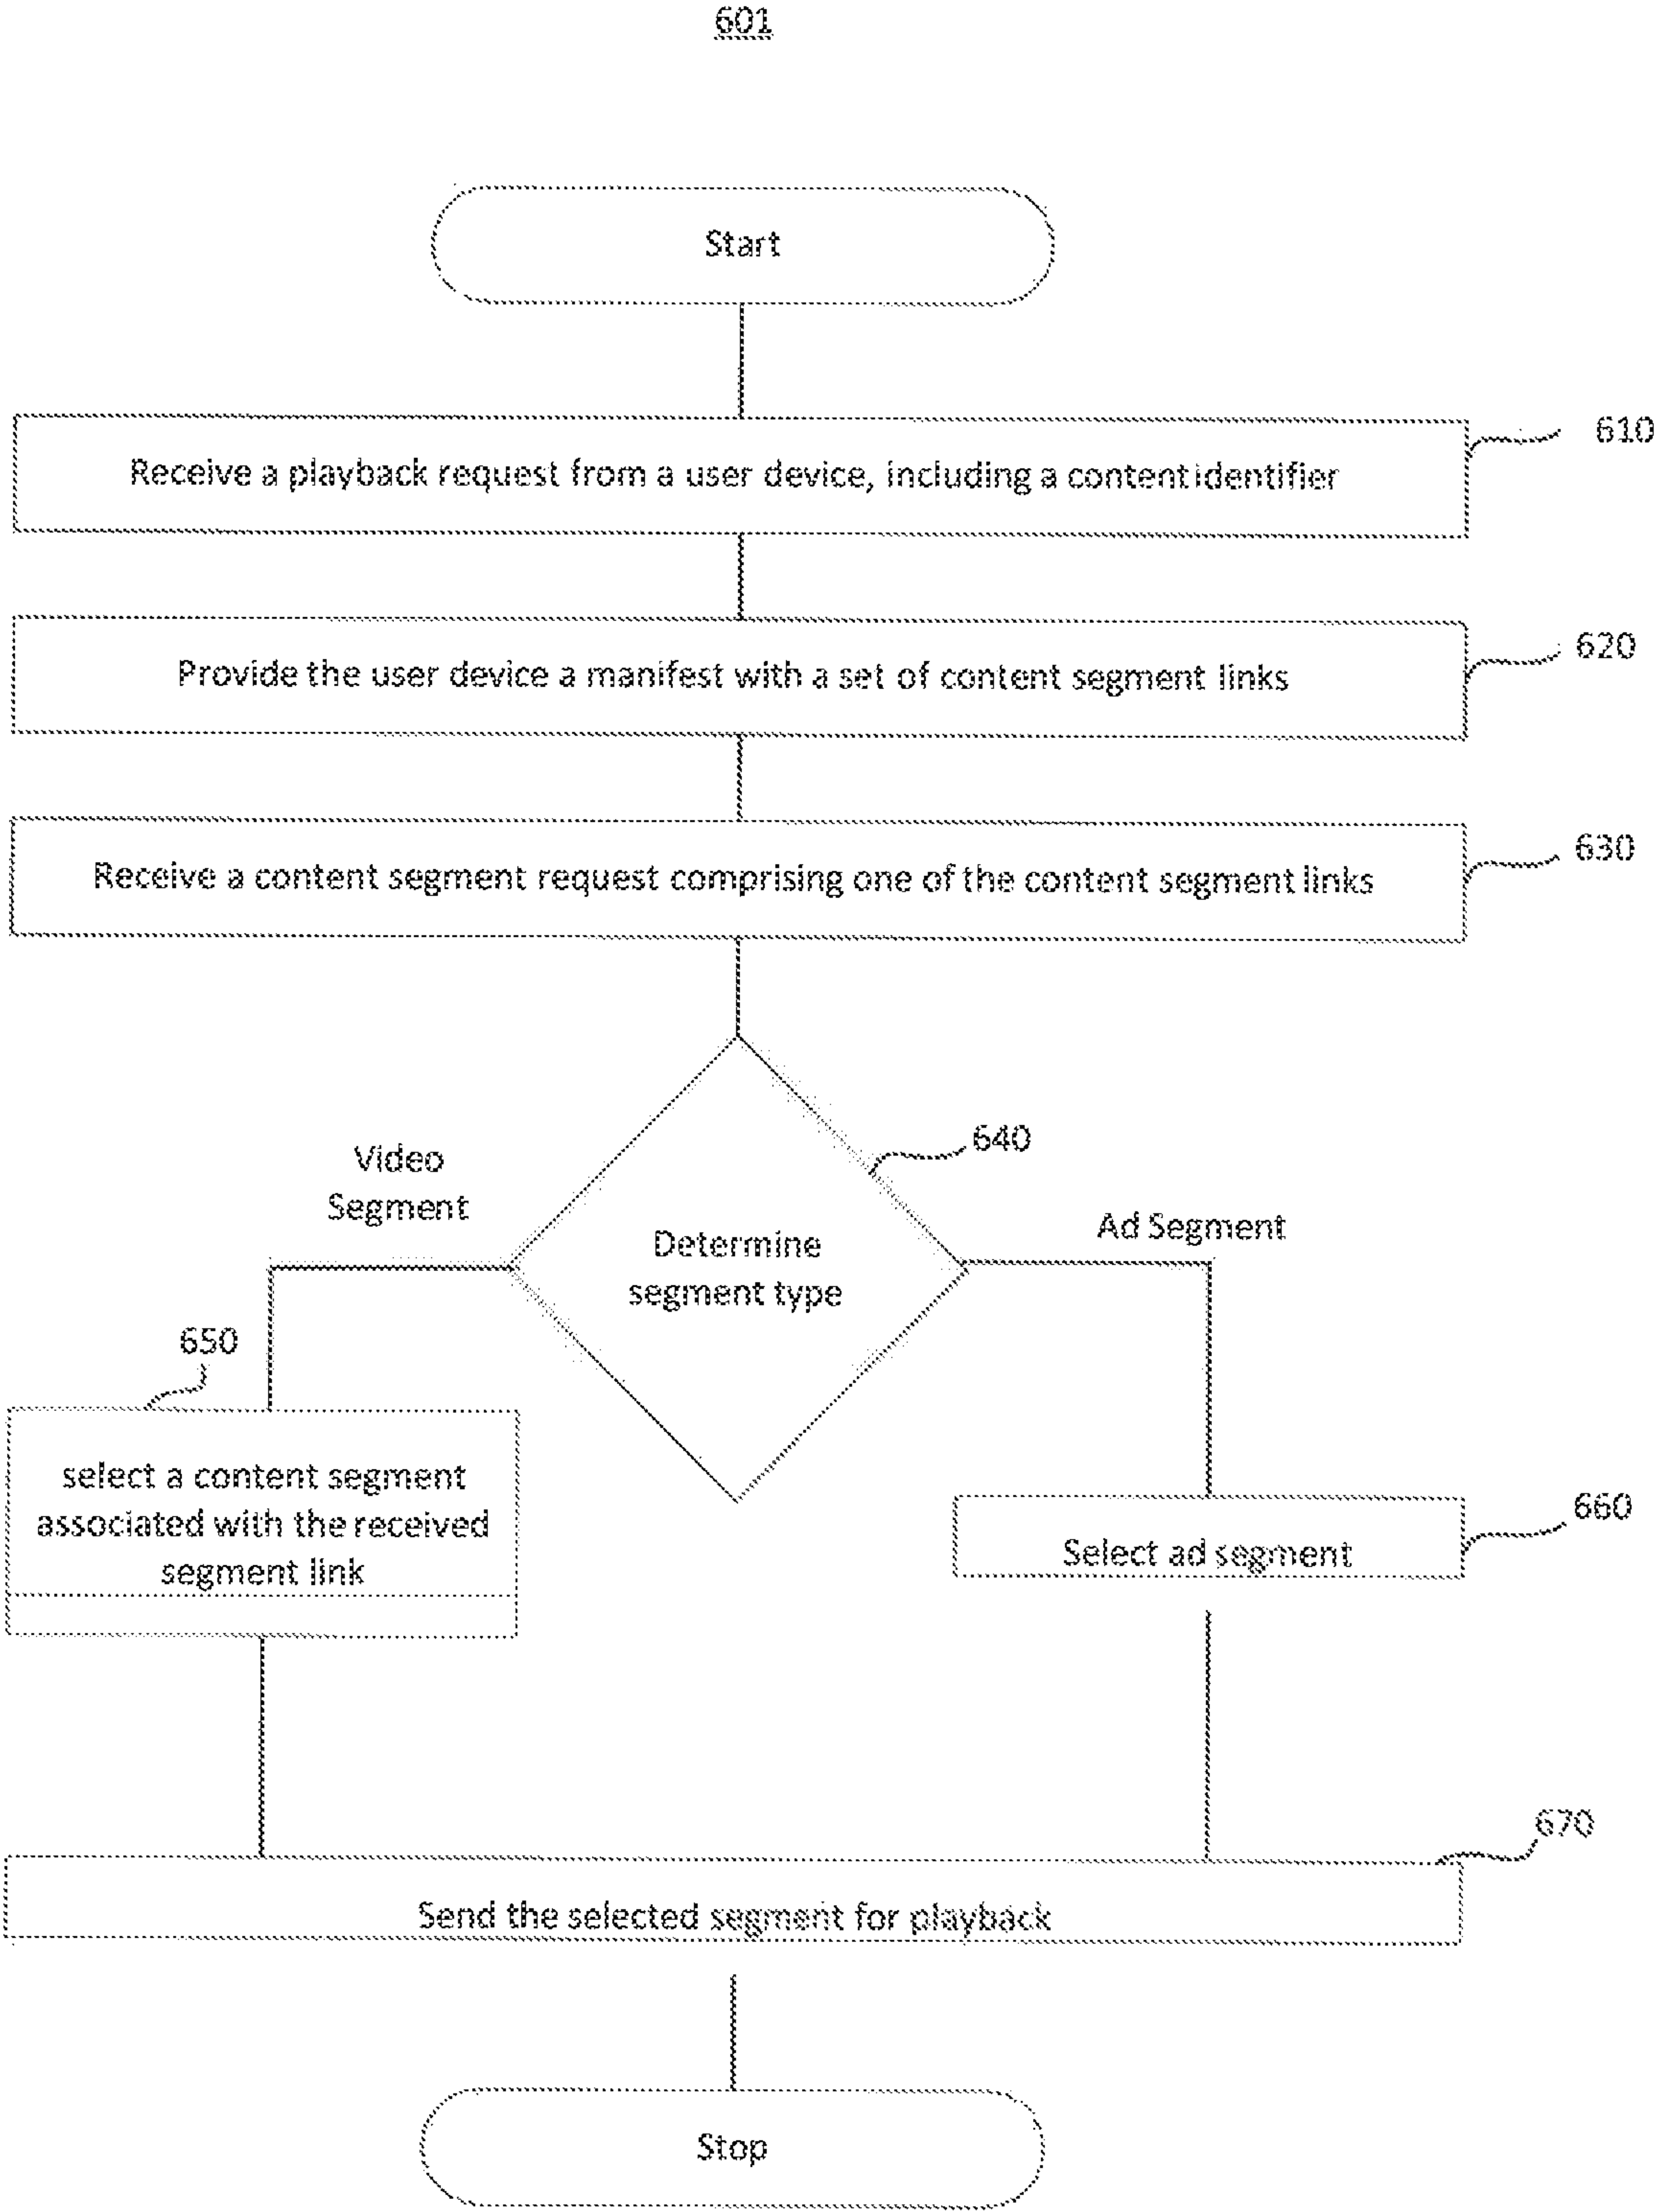 601
Start
610
Receive a playback request from a user device, including a content identifier
620
Provide the user device a manifest with a set of content segment links
630
Receive a content segment request comprising one of the content segment links
640
Video
Segment
Ad Segment
Determine
segment type
650
select a content segment
associated with the received
segment link
660
Select ad segment
670
Send the selected segment for playback
Stop